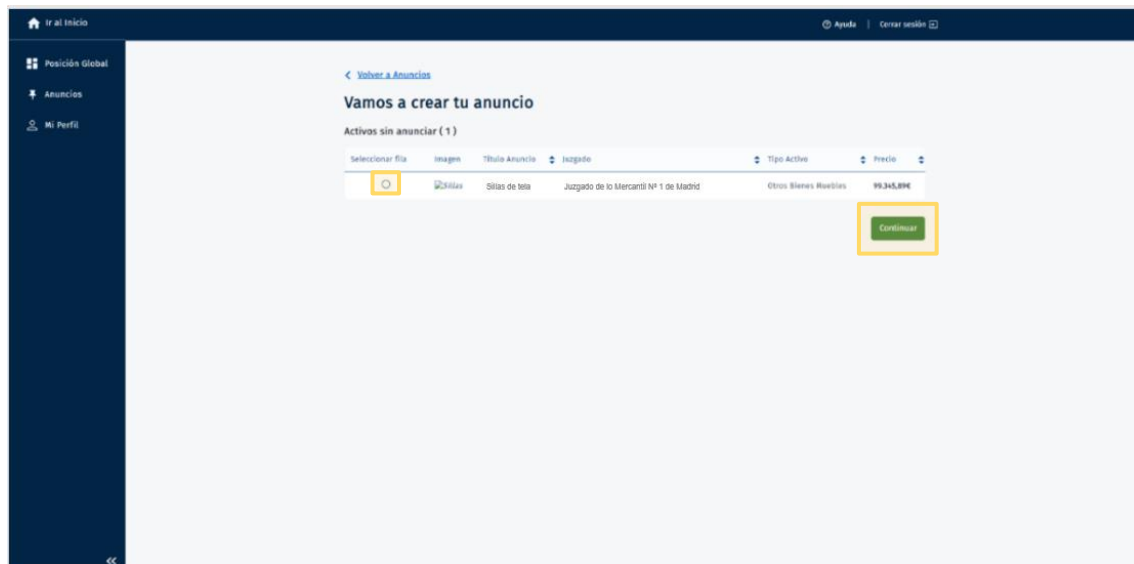 Ir al Inicio
Ayuda | Cerrar sesión
Posición Global
Anuncios
Mi Perfil
Volver a Anuncios
Vamos a crear tu anuncio
Activos sin anunciar ( 1 )
Seleccionar fila Imagen Título Anuncio Juzgado Tipo Activo Precio
Sillas Sillas de tela Juzgado de lo Mercantil Nº 1 de Madrid Otros Bienes Muebles 99.345,89€
Continuar